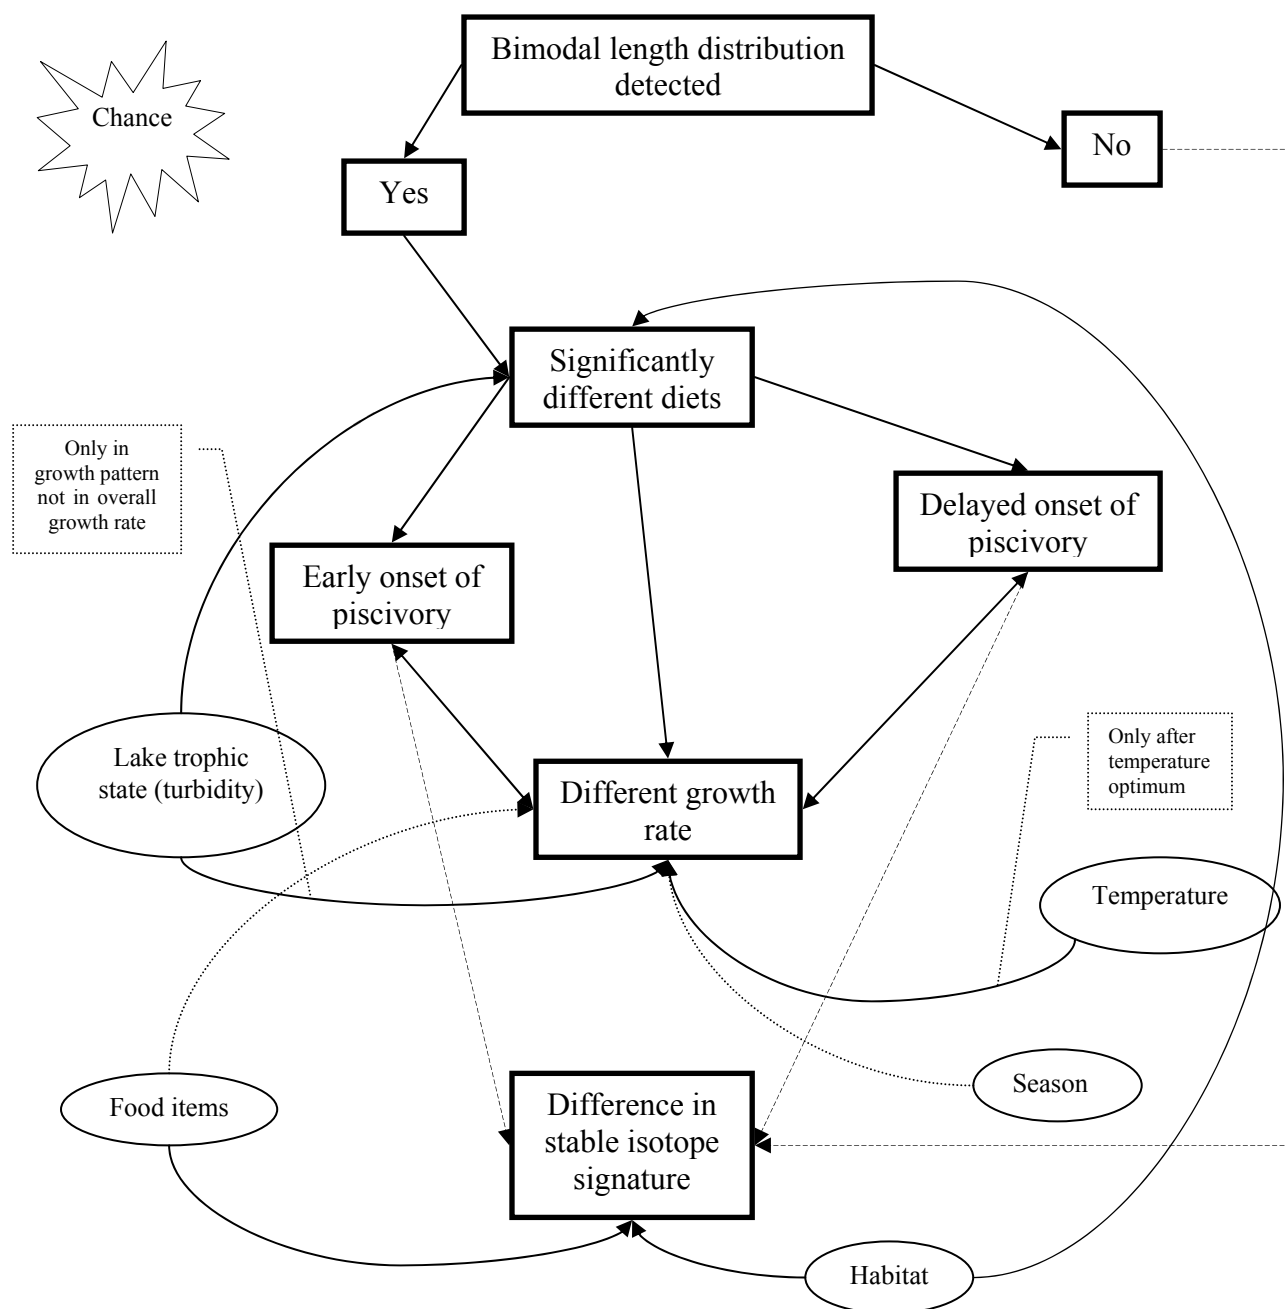 Bimodal length distribution
detected
Chance
No
Yes
Significantly
different diets
Only in
growth pattern
not in overall
growth rate
Delayed onset of
piscivory
Early onset of
piscivory
Lake trophic
state (turbidity)
Only after
temperature
optimum
Different growth
rate
Temperature
Season
Food items
Difference in
stable isotope
signature
Habitat